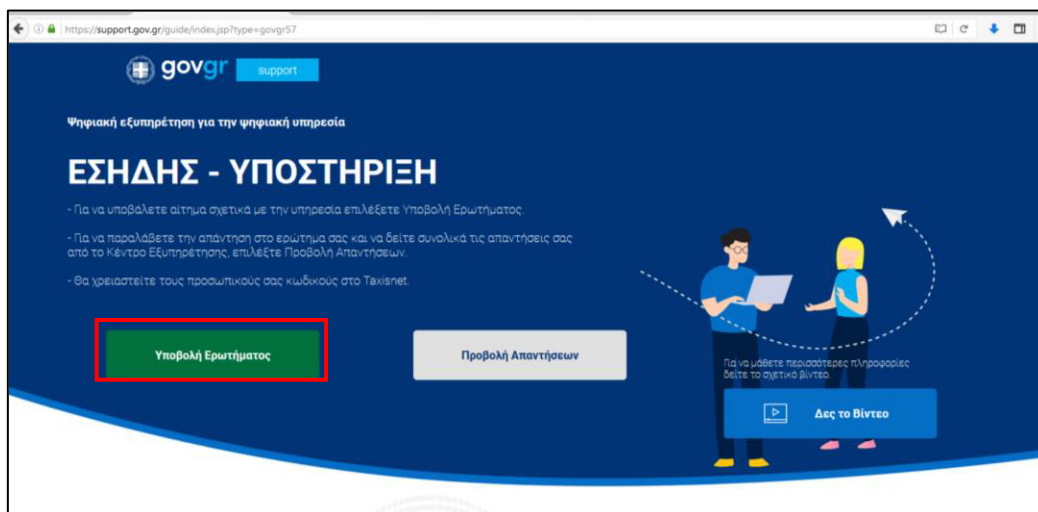 https://support.gov.gr/guide/index.jsp?type=govgr57
govgr support
Ψηφιακή εξυπηρέτηση για την ψηφιακή υπηρεσία
ΕΣΗΔΗΣ - ΥΠΟΣΤΗΡΙΞΗ
- Για να υποβάλετε αίτημα σχετικά με την υπηρεσία επιλέξετε Υποβολή Ερωτήματος.
- Για να παραλάβετε την απάντηση στο ερώτημα σας και να δείτε συνολικά τις απαντήσεις σας
από το Κέντρο Εξυπηρέτησης, επιλέξτε Προβολή Απαντήσεων.
- Θα χρειαστείτε τους προσωπικούς σας κωδικούς στο Taxisnet.
Υποβολή Ερωτήματος
Προβολή Απαντήσεων
Για να μάθετε περισσότερες πληροφορίες
δείτε το σχετικό βίντεο.
Δες το Βίντεο